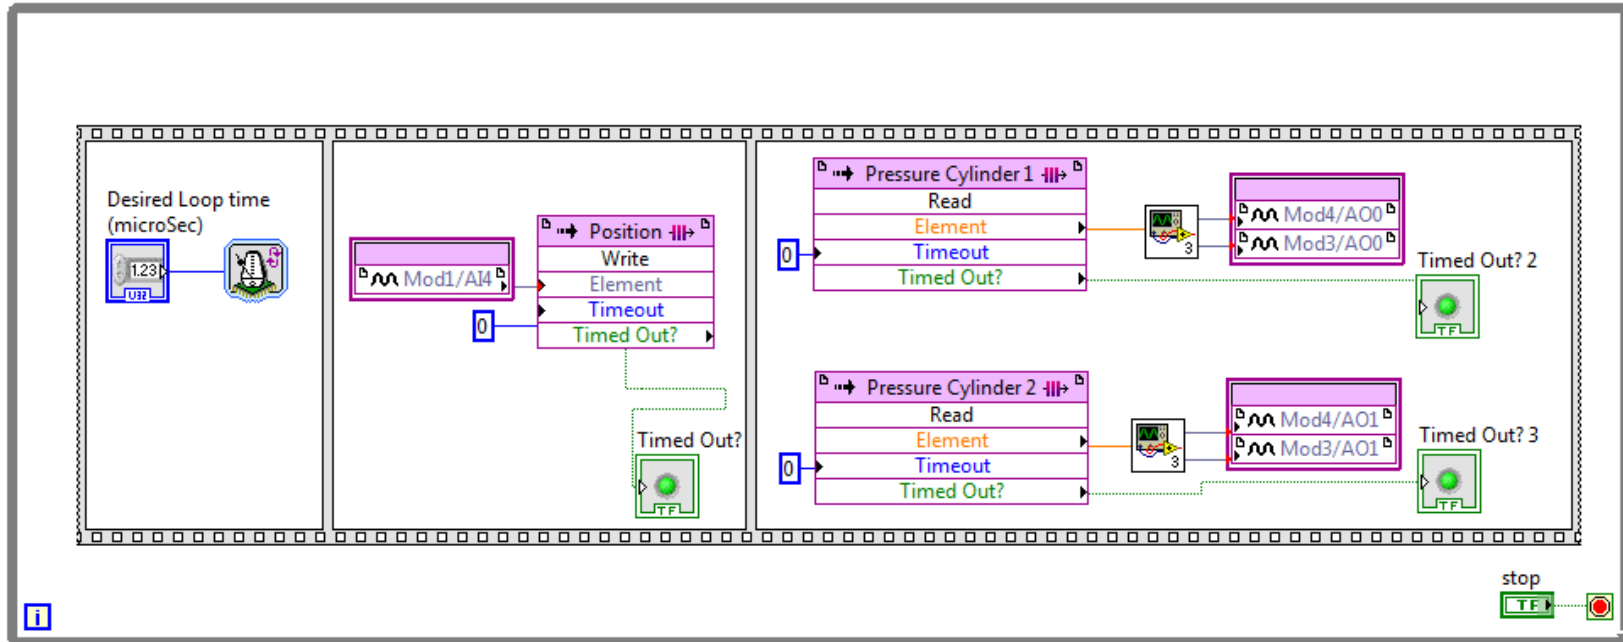 Desired Loop time
(microSec)
1.23
U32
Mod1/AI4
Position
Write
Element
Timeout
Timed Out?
0
Timed Out?
TF
Pressure Cylinder 1
Read
Element
Timeout
Timed Out?
0
3
Mod4/AO0
Mod3/AO0
Timed Out? 2
TF
Pressure Cylinder 2
Read
Element
Timeout
Timed Out?
0
3
Mod4/AO1
Mod3/AO1
Timed Out? 3
TF
i
stop
TF